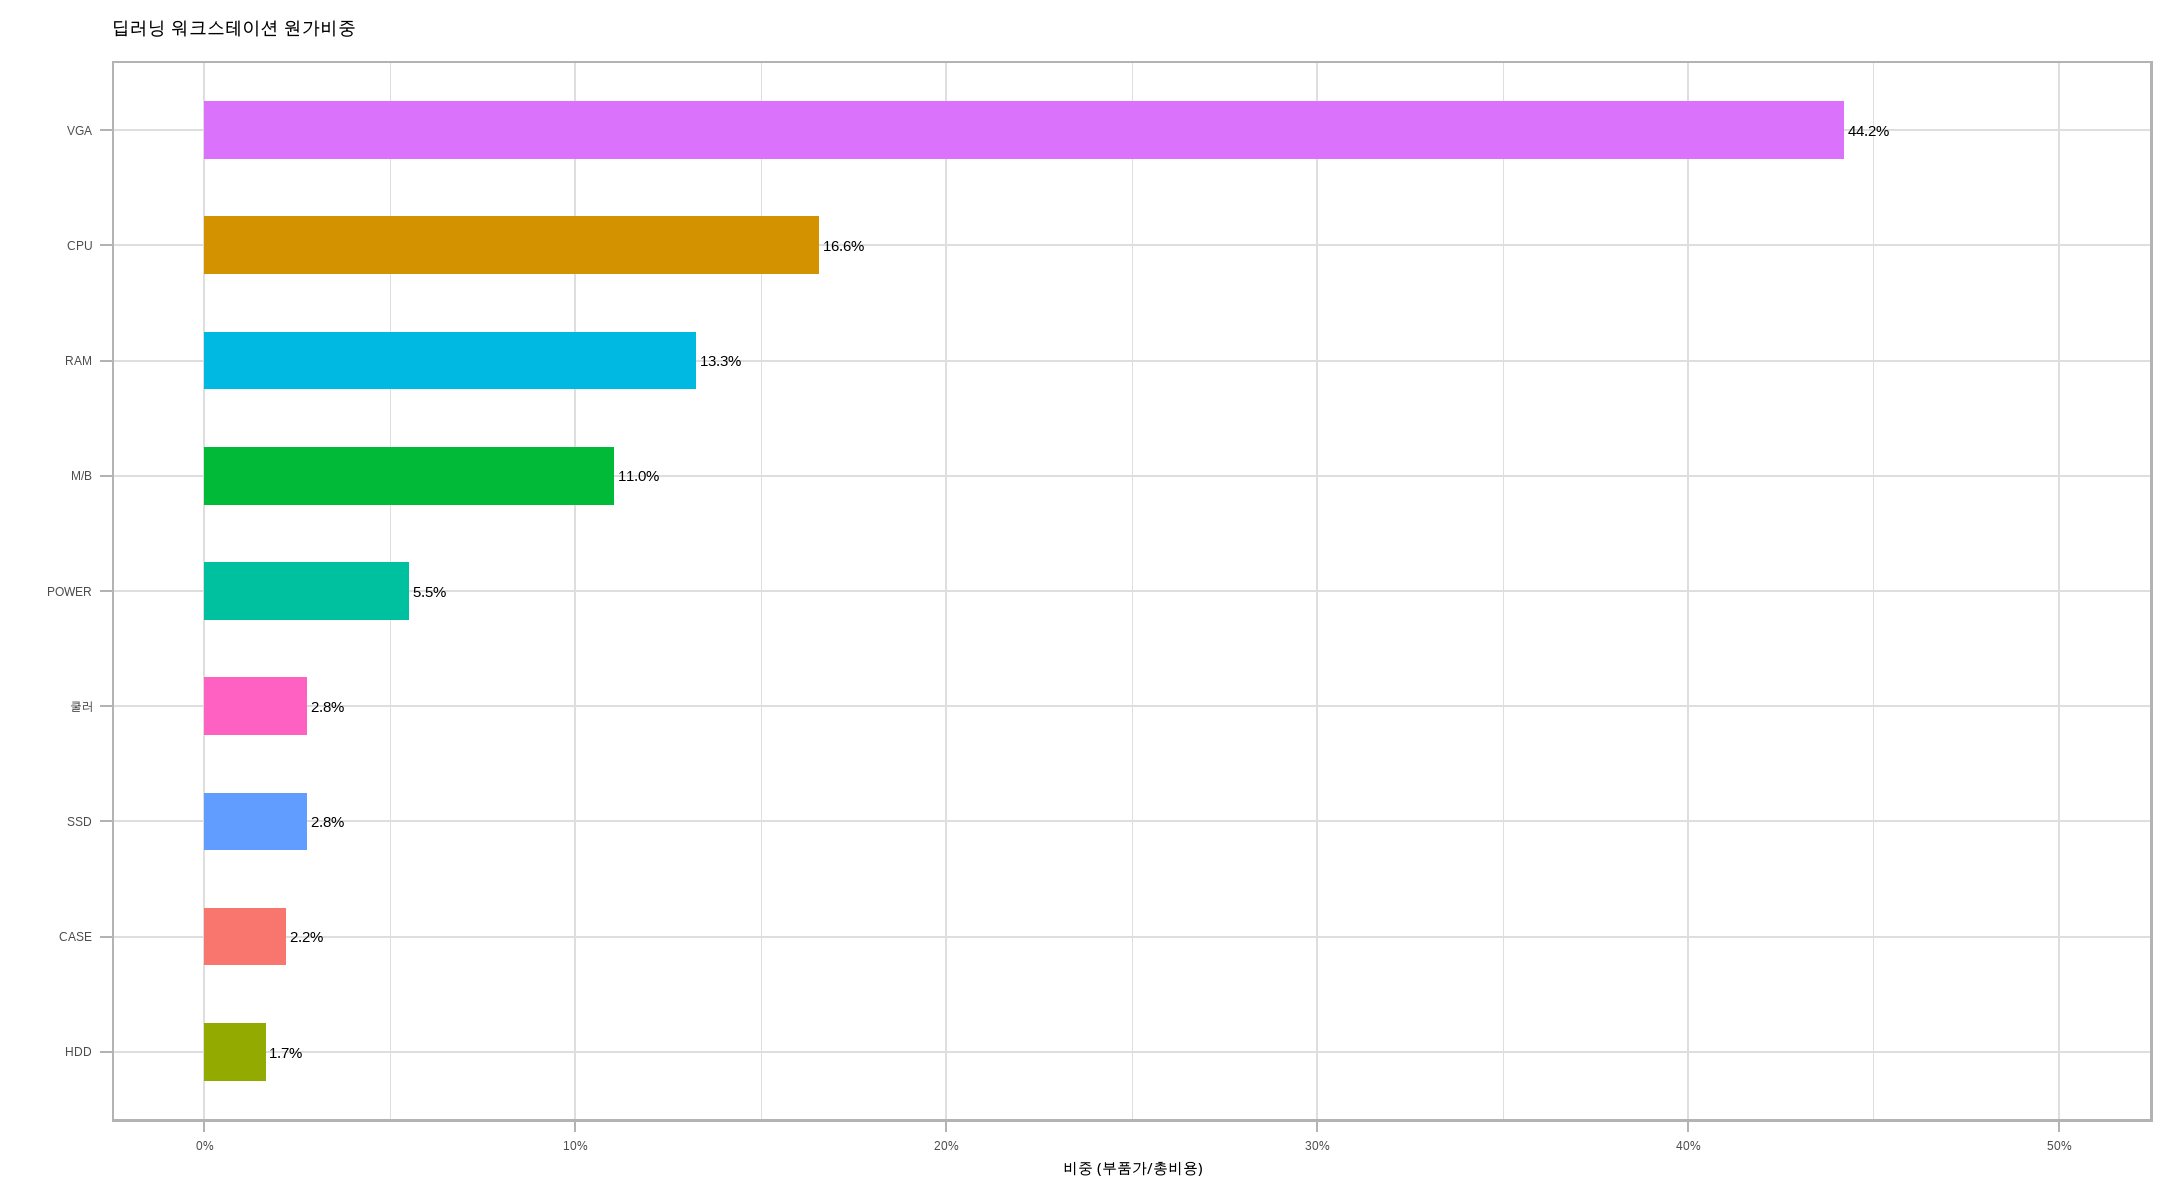 딥러닝 워크스테이션 원가비중
VGA 44.2%
CPU 16.6%
RAM 13.3%
M/B 11.0%
POWER 5.5%
쿨러 2.8%
SSD 2.8%
CASE 2.2%
HDD 1.7%
0% 10% 20% 30% 40% 50%
비중 (부품가/총비용)